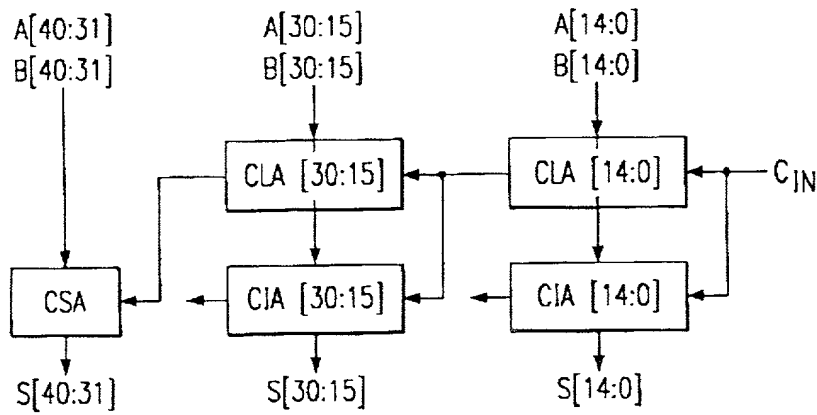 A[40:31]
B[40:31]
A[30:15]
B[30:15]
A[14:0]
B[14:0]
CLA [30:15]
CLA [14:0]
CIN
CSA
CIA [30:15]
CIA [14:0]
S[40:31]
S[30:15]
S[14:0]